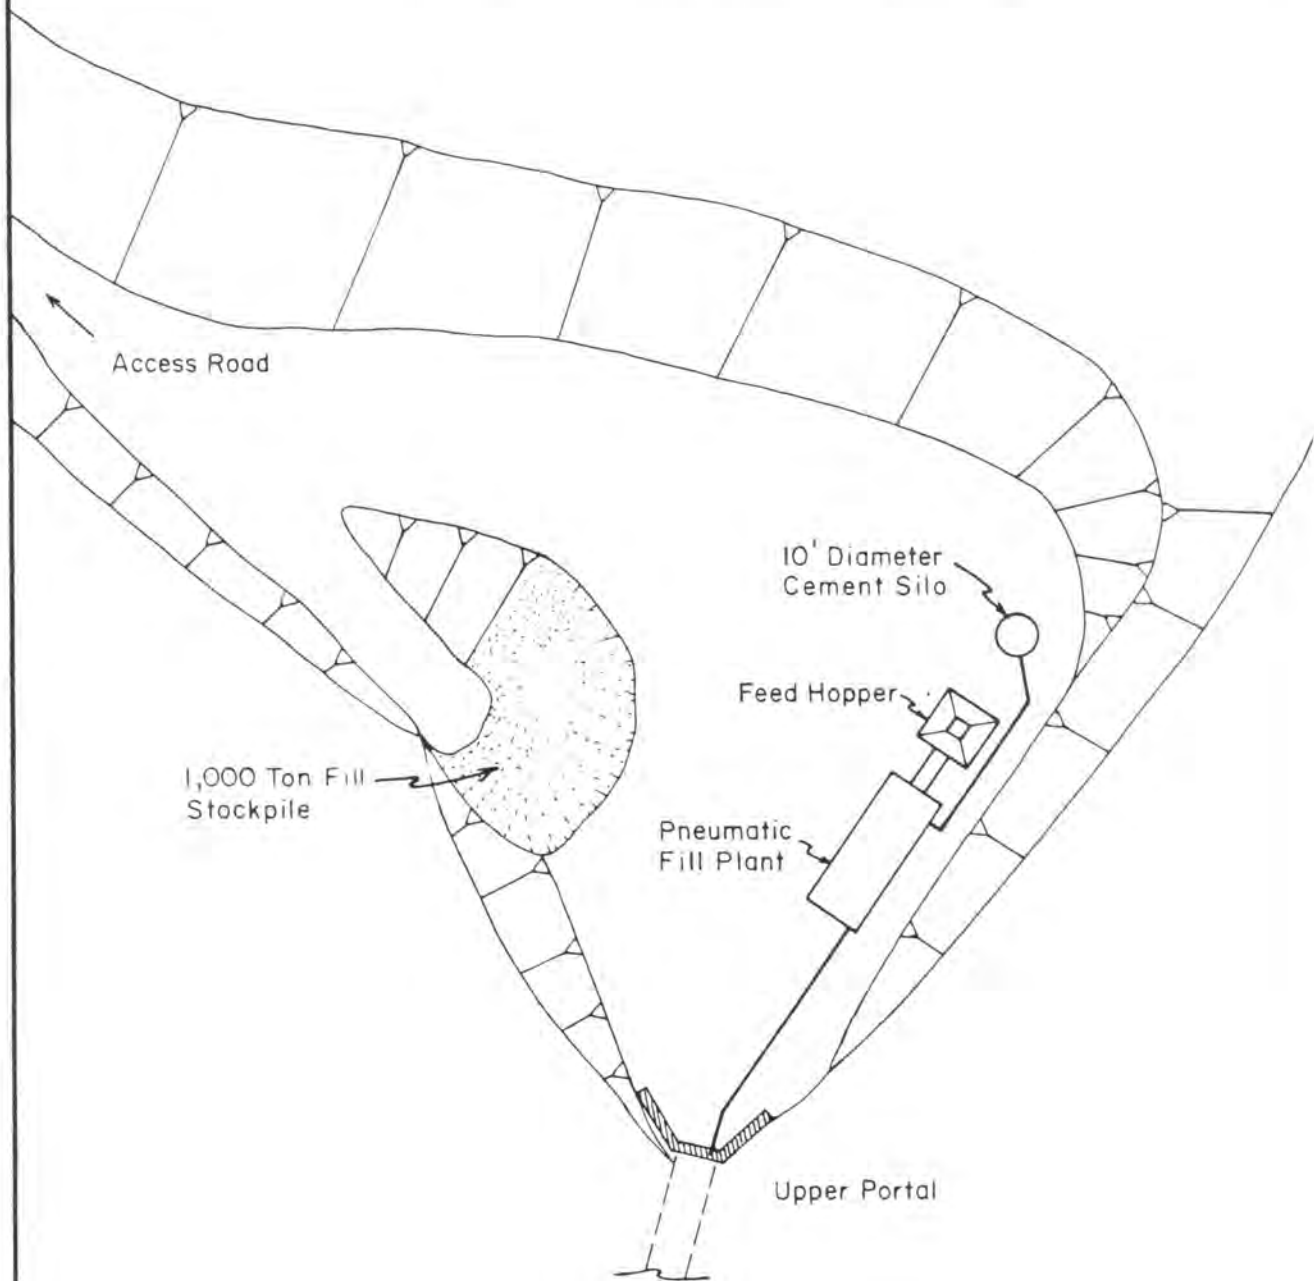 Access Road
10' Diameter
Cement Silo
Feed Hopper
1,000 Ton Fill
Stockpile
Pneumatic
Fill Plant
Upper Portal